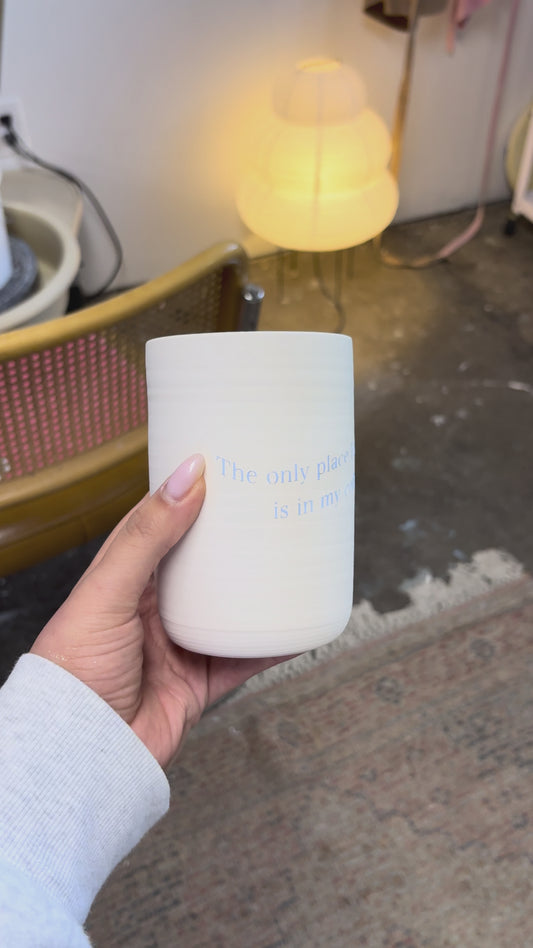 The only place
is in my